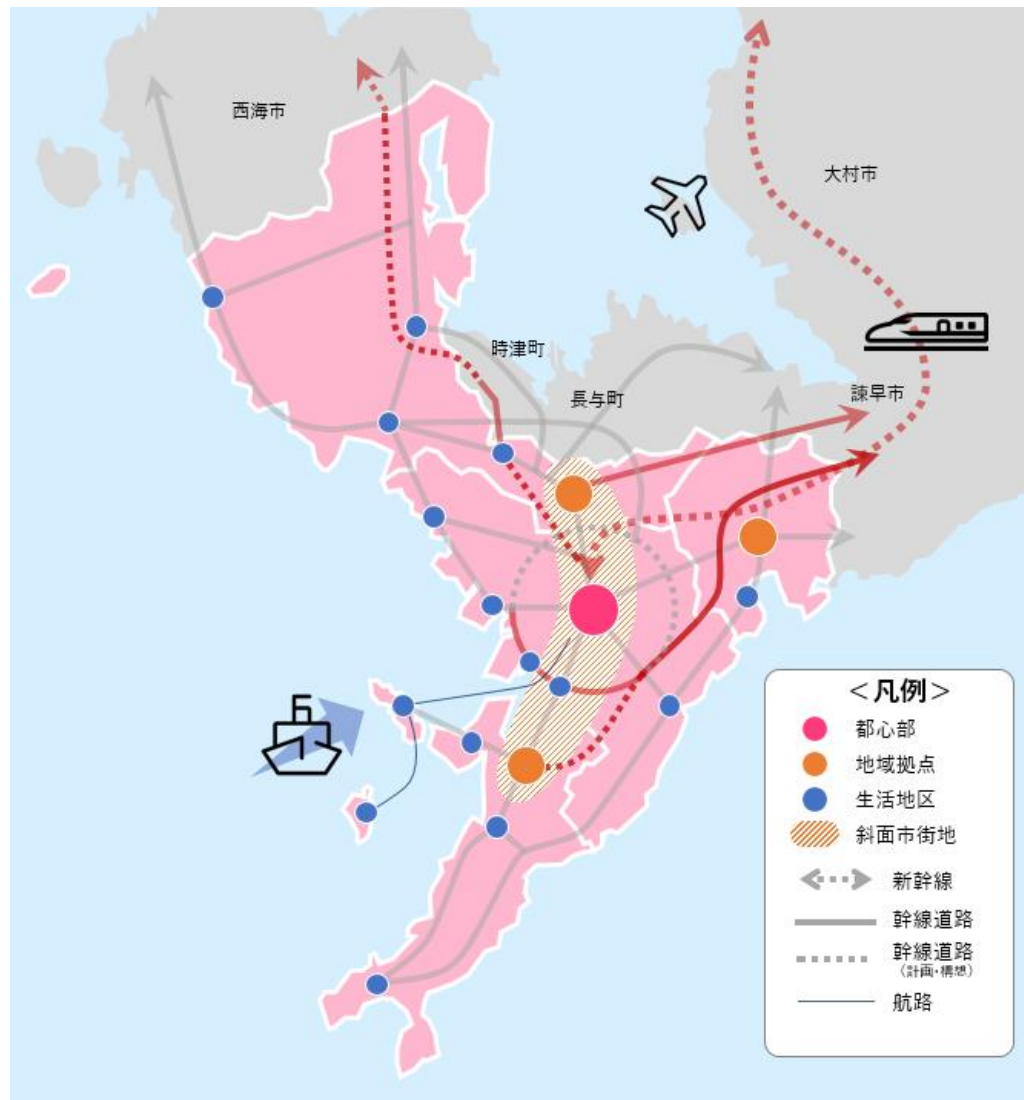 西海市
大村市
時津町
長与町
諫早市
＜凡例＞
都心部
地域拠点
生活地区
斜面市街地
新幹線
幹線道路
幹線道路
(計画・構想)
航路